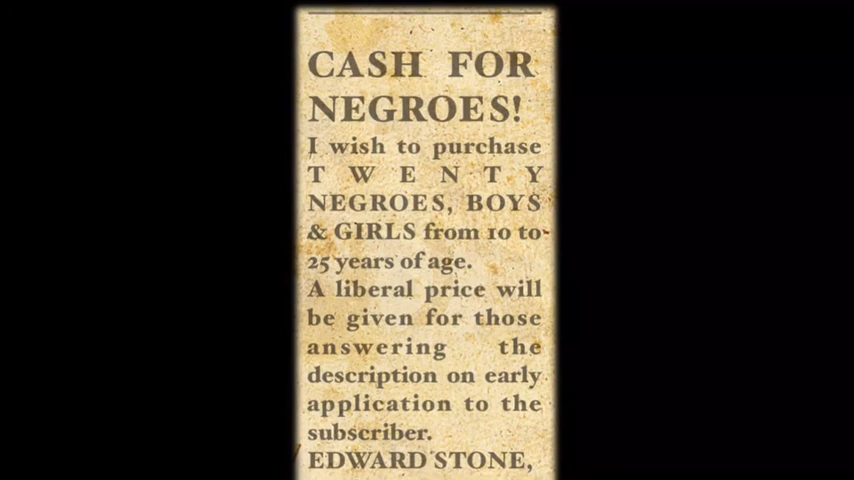 CASH FOR
NEGROES!
I wish to purchase
T W E N T Y
NEGROES, BOYS
& GIRLS from 10 to
25 years of age.
A liberal price will
be given for those
answering the
description on early
application to the
subscriber.
EDWARD STONE,